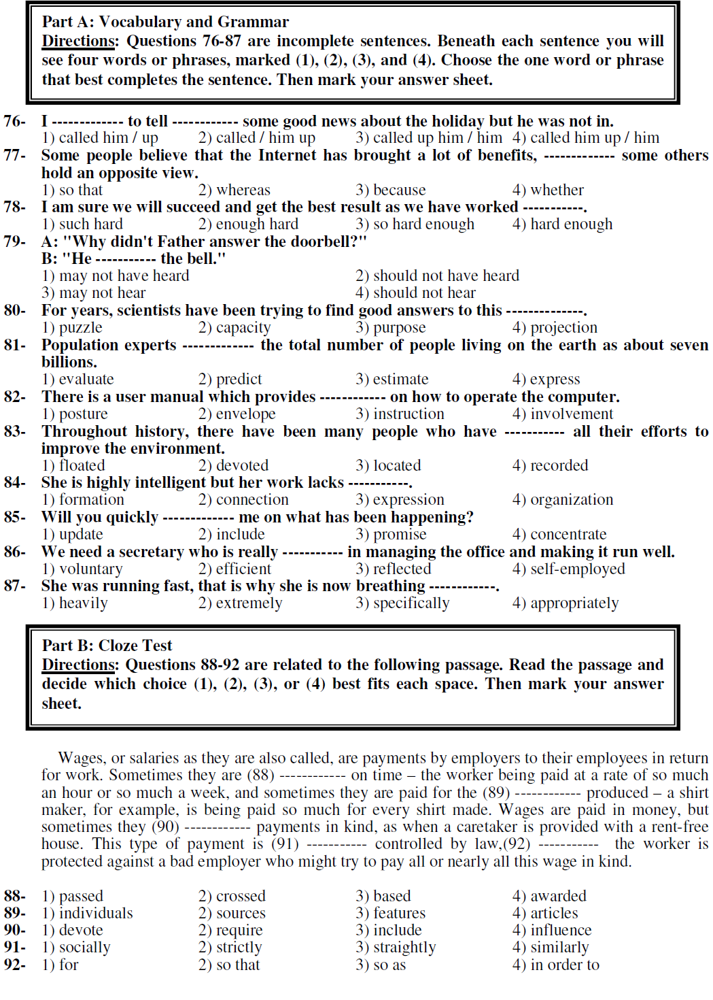 Part A: Vocabulary and Grammar
Directions: Questions 76-87 are incomplete sentences. Beneath each sentence you will
see four words or phrases, marked (1), (2), (3), and (4). Choose the one word or phrase
that best completes the sentence. Then mark your answer sheet.
76- I ------------- to tell ------------ some good news about the holiday but he was not in.
1) called him / up 2) called / him up 3) called up him / him 4) called him up / him
77- Some people believe that the Internet has brought a lot of benefits, ------------- some others
hold an opposite view.
1) so that 2) whereas 3) because 4) whether
78- I am sure we will succeed and get the best result as we have worked -----------.
1) such hard 2) enough hard 3) so hard enough 4) hard enough
79- A: "Why didn't Father answer the doorbell?"
B: "He ----------- the bell."
1) may not have heard 2) should not have heard
3) may not hear 4) should not hear
80- For years, scientists have been trying to find good answers to this --------------.
1) puzzle 2) capacity 3) purpose 4) projection
81- Population experts ------------- the total number of people living on the earth as about seven
billions.
1) evaluate 2) predict 3) estimate 4) express
82- There is a user manual which provides ------------ on how to operate the computer.
1) posture 2) envelope 3) instruction 4) involvement
83- Throughout history, there have been many people who have ----------- all their efforts to
improve the environment.
1) floated 2) devoted 3) located 4) recorded
84- She is highly intelligent but her work lacks -----------.
1) formation 2) connection 3) expression 4) organization
85- Will you quickly ------------- me on what has been happening?
1) update 2) include 3) promise 4) concentrate
86- We need a secretary who is really ----------- in managing the office and making it run well.
1) voluntary 2) efficient 3) reflected 4) self-employed
87- She was running fast, that is why she is now breathing ------------.
1) heavily 2) extremely 3) specifically 4) appropriately
Part B: Cloze Test
Directions: Questions 88-92 are related to the following passage. Read the passage and
decide which choice (1), (2), (3), or (4) best fits each space. Then mark your answer
sheet.
Wages, or salaries as they are also called, are payments by employers to their employees in return
for work. Sometimes they are (88) ------------ on time – the worker being paid at a rate of so much
an hour or so much a week, and sometimes they are paid for the (89) ------------ produced – a shirt
maker, for example, is being paid so much for every shirt made. Wages are paid in money, but
sometimes they (90) ------------ payments in kind, as when a caretaker is provided with a rent-free
house. This type of payment is (91) ----------- controlled by law,(92) ----------- the worker is
protected against a bad employer who might try to pay all or nearly all this wage in kind.
88- 1) passed 2) crossed 3) based 4) awarded
89- 1) individuals 2) sources 3) features 4) articles
90- 1) devote 2) require 3) include 4) influence
91- 1) socially 2) strictly 3) straightly 4) similarly
92- 1) for 2) so that 3) so as 4) in order to